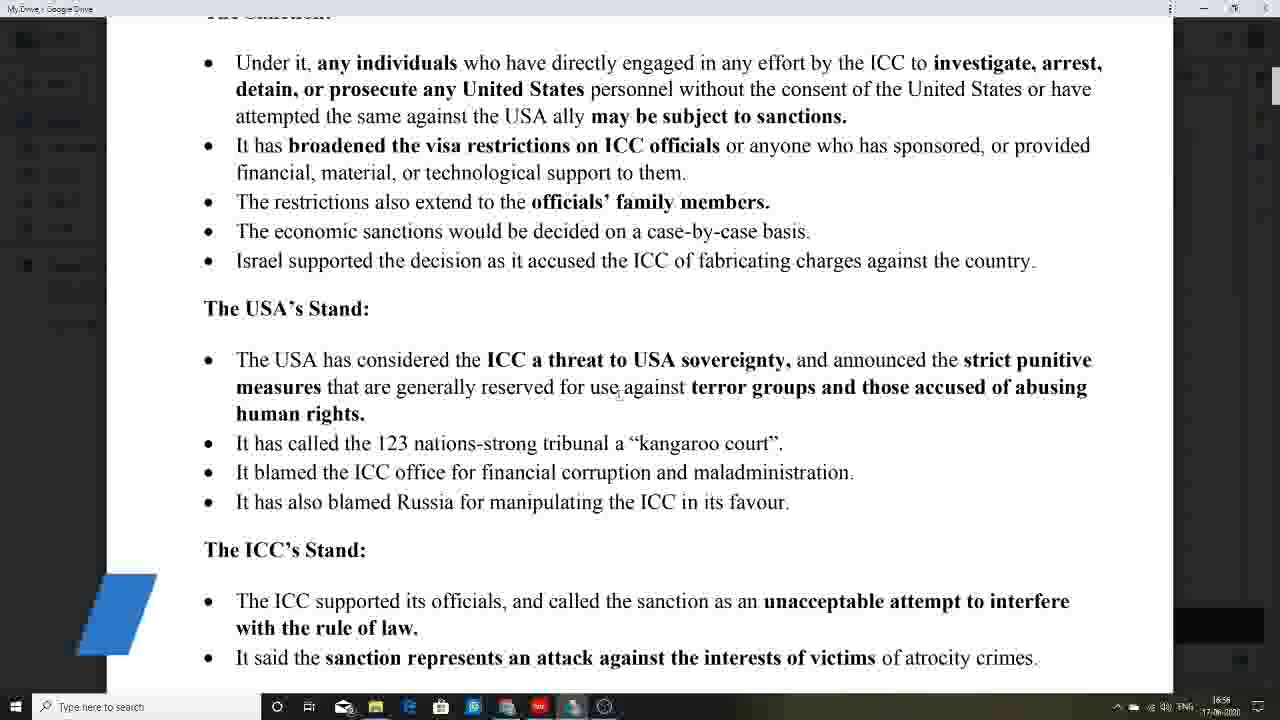 My Drive - Google Drive
Under it, any individuals who have directly engaged in any effort by the ICC to investigate, arrest,
detain, or prosecute any United States personnel without the consent of the United States or have
attempted the same against the USA ally may be subject to sanctions.
It has broadened the visa restrictions on ICC officials or anyone who has sponsored, or provided
financial, material, or technological support to them.
The restrictions also extend to the officials’ family members.
The economic sanctions would be decided on a case-by-case basis.
Israel supported the decision as it accused the ICC of fabricating charges against the country.
The USA’s Stand:
The USA has considered the ICC a threat to USA sovereignty, and announced the strict punitive
measures that are generally reserved for use against terror groups and those accused of abusing
human rights.
It has called the 123 nations-strong tribunal a “kangaroo court”.
It blamed the ICC office for financial corruption and maladministration.
It has also blamed Russia for manipulating the ICC in its favour.
The ICC’s Stand:
The ICC supported its officials, and called the sanction as an unacceptable attempt to interfere
with the rule of law.
It said the sanction represents an attack against the interests of victims of atrocity crimes.
Type here to search
16:56
17-06-2020